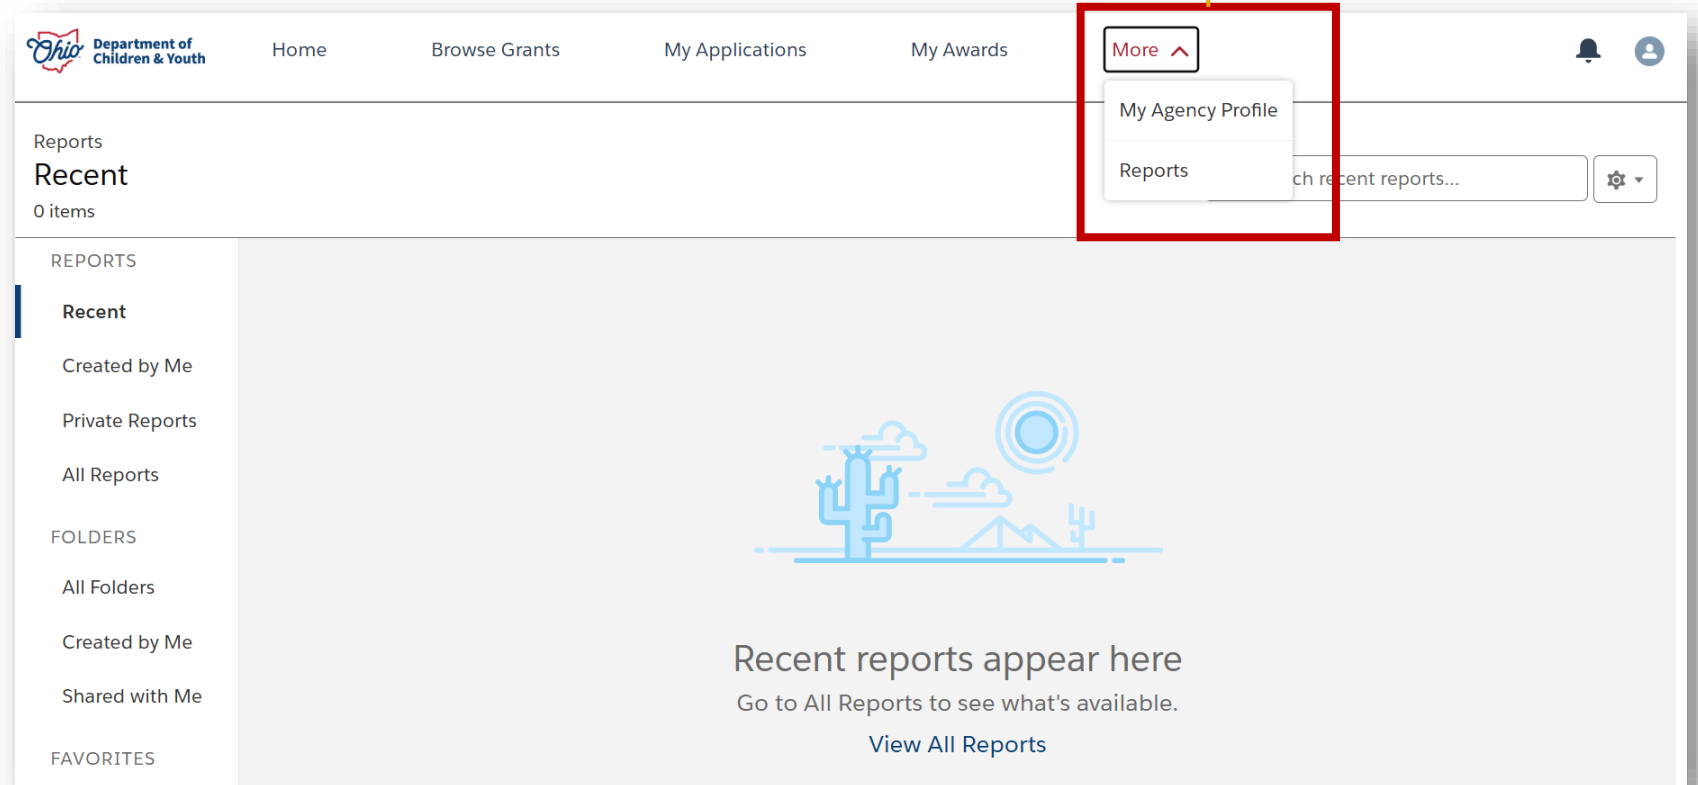 Ohio Department of
Children & Youth
Home
Browse Grants
My Applications
My Awards
More
My Agency Profile
Reports
Reports
Recent
0 items
recent reports...
REPORTS
Recent
Created by Me
Private Reports
All Reports
FOLDERS
All Folders
Created by Me
Shared with Me
FAVORITES
Recent reports appear here
Go to All Reports to see what's available.
View All Reports